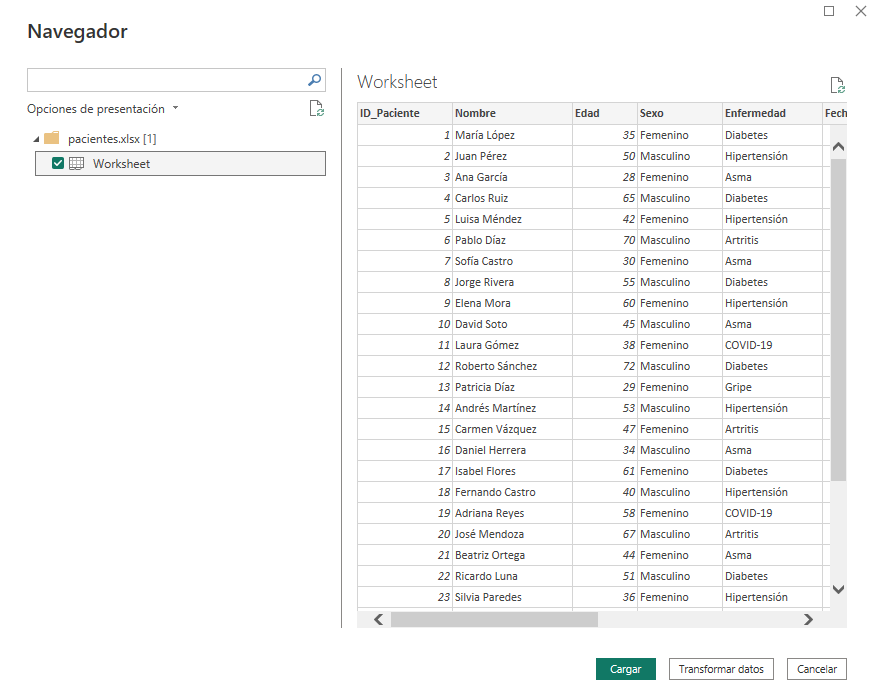 Navegador
Opciones de presentación
pacientes.xlsx [1]
Worksheet
Worksheet
ID_Paciente Nombre Edad Sexo Enfermedad Fech
1 María López 35 Femenino Diabetes
2 Juan Pérez 50 Masculino Hipertensión
3 Ana García 28 Femenino Asma
4 Carlos Ruiz 65 Masculino Diabetes
5 Luisa Méndez 42 Femenino Hipertensión
6 Pablo Díaz 70 Masculino Artritis
7 Sofía Castro 30 Femenino Asma
8 Jorge Rivera 55 Masculino Diabetes
9 Elena Mora 60 Femenino Hipertensión
10 David Soto 45 Masculino Asma
11 Laura Gómez 38 Femenino COVID-19
12 Roberto Sánchez 72 Masculino Diabetes
13 Patricia Díaz 29 Femenino Gripe
14 Andrés Martínez 53 Masculino Hipertensión
15 Carmen Vázquez 47 Femenino Artritis
16 Daniel Herrera 34 Masculino Asma
17 Isabel Flores 61 Femenino Diabetes
18 Fernando Castro 40 Masculino Hipertensión
19 Adriana Reyes 58 Femenino COVID-19
20 José Mendoza 67 Masculino Artritis
21 Beatriz Ortega 44 Femenino Asma
22 Ricardo Luna 51 Masculino Diabetes
23 Silvia Paredes 36 Femenino Hipertensión
Cargar Transformar datos Cancelar